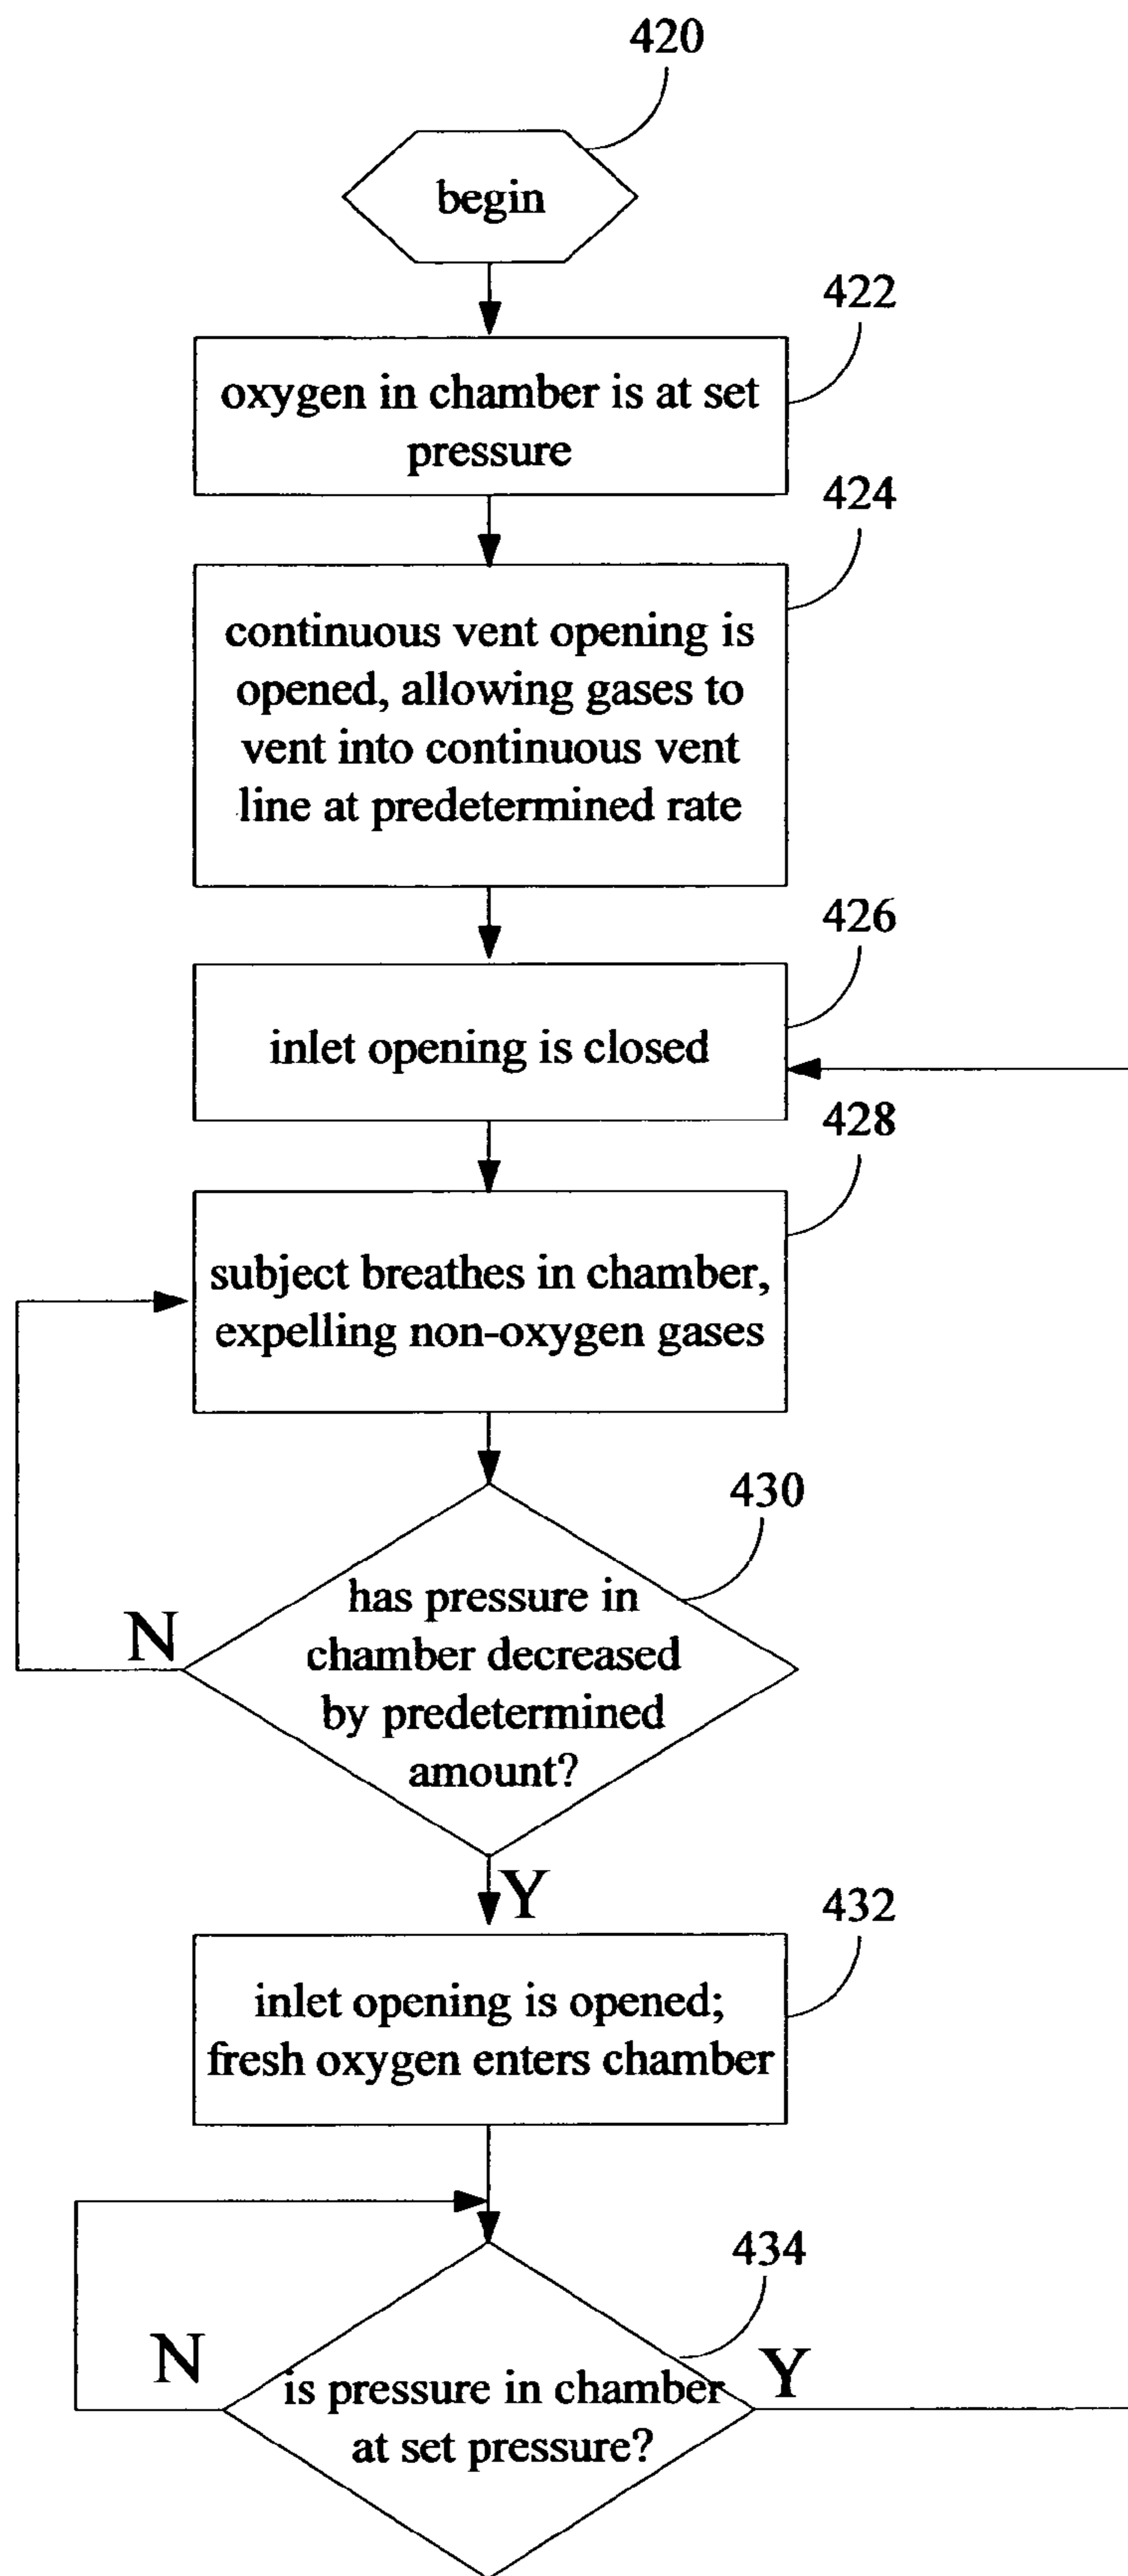 420
begin
422
oxygen in chamber is at set
pressure
424
continuous vent opening is
opened, allowing gases to
vent into continuous vent
line at predetermined rate
426
inlet opening is closed
428
subject breathes in chamber,
expelling non-oxygen gases
430
has pressure in
chamber decreased
by predetermined
amount?
N
Y
432
inlet opening is opened;
fresh oxygen enters chamber
434
N
Y
is pressure in chamber
at set pressure?